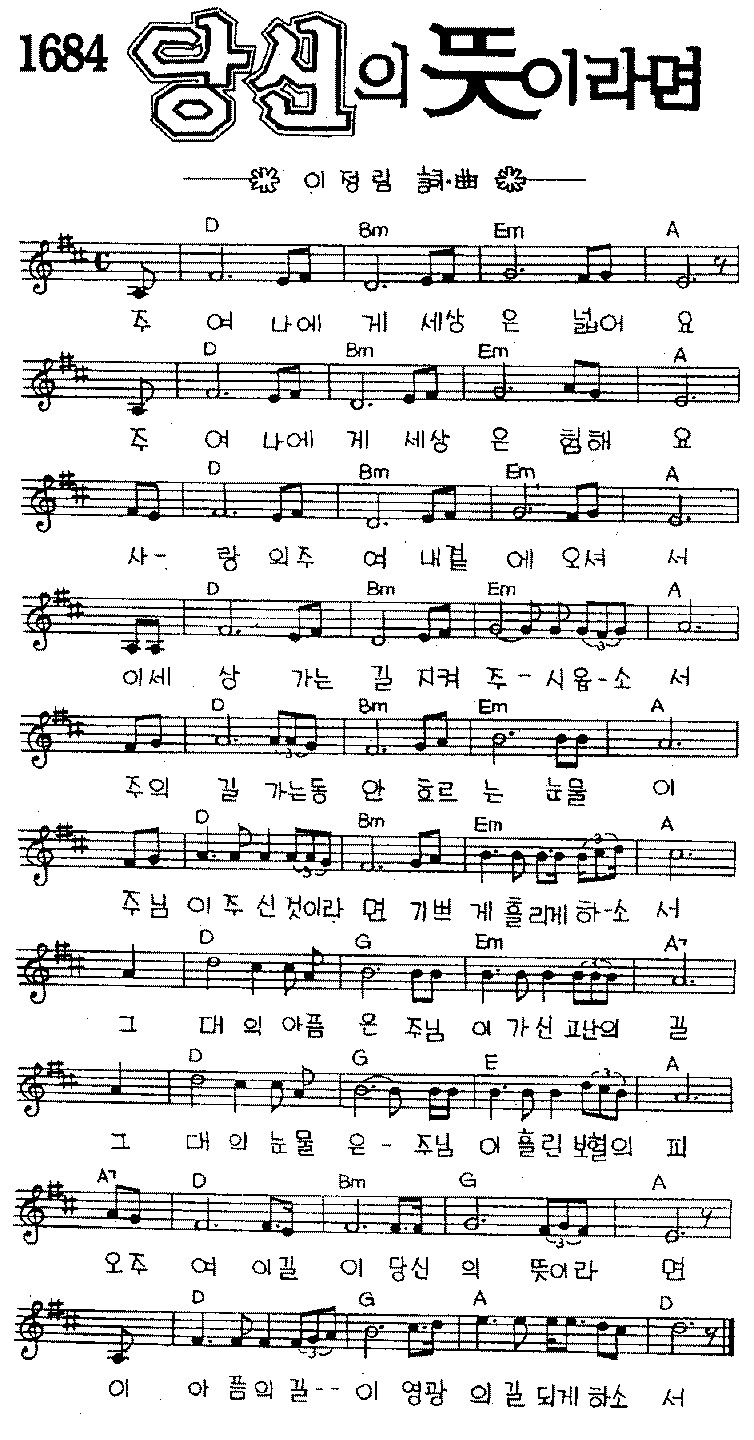 1684 당신의 뜻이라면
이정림 詞·曲
D Bm Em A
주 여 나에 게 세상 은 넓어 요
D Bm Em A
주 여 나에 게 세상 은 험해 요
D Bm Em A
사- 랑 의주 여 내곁 에 오셔 서
D Bm Em A
이세 상 가는 길 지켜 주-시옵-소 서
D Bm Em A
주의 길 가는동 안 흐르 는 눈물 이
D Bm Em A
주님 이 주 신 것이라 면 기쁘 게 흘리게 하-소 서
D G Em A7
그 대 의 아픔 은 주님 이 가 신 고난의 길
D G E A
그 대 의 눈물 은- 주님 이 흘린 보혈의 피
A7 D Bm G A
오주 여 이길 이 당신 의 뜻이라 면
D G A D
이 아 픔의 길-- 이 영광 의길 되게 하소 서